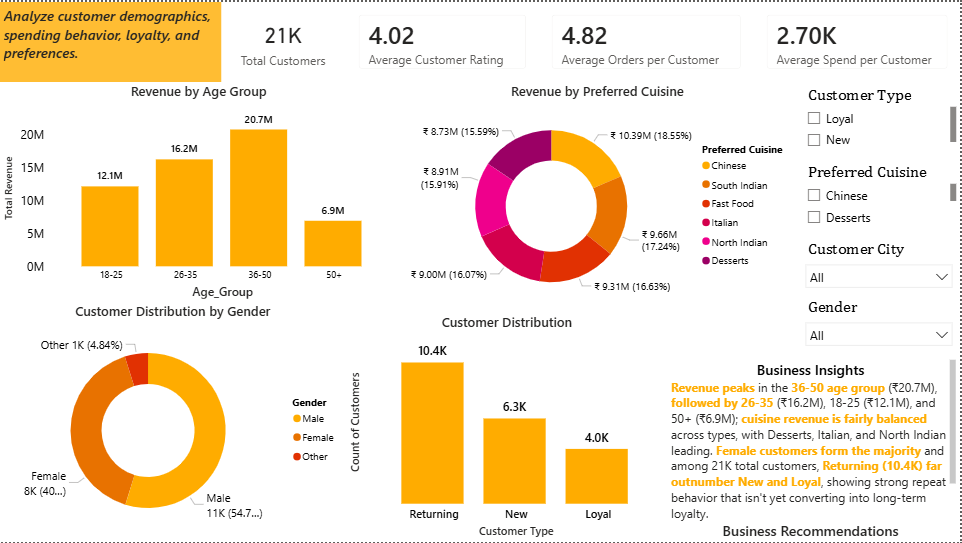 Analyze customer demographics,
spending behavior, loyalty, and
preferences.
21K
Total Customers
4.02
Average Customer Rating
4.82
Average Orders per Customer
2.70K
Average Spend per Customer
Revenue by Age Group
Total Revenue
20M
15M
10M
5M
0M
12.1M
16.2M
20.7M
6.9M
18-25
26-35
36-50
50+
Age_Group
Revenue by Preferred Cuisine
₹ 8.73M (15.59%)
₹ 10.39M (18.55%)
₹ 8.91M
(15.91%)
₹ 9.66M
(17.24%)
₹ 9.00M (16.07%)
₹ 9.31M (16.63%)
Preferred Cuisine
Chinese
South Indian
Fast Food
Italian
North Indian
Desserts
Customer Type
Loyal
New
Preferred Cuisine
Chinese
Desserts
Customer City
All
Gender
All
Customer Distribution by Gender
Other 1K (4.84%)
Female
8K (40...)
Male
11K (54.7...)
Gender
Male
Female
Other
Customer Distribution
Count of Customers
10.4K
6.3K
4.0K
Returning
New
Loyal
Customer Type
Business Insights
Revenue peaks in the 36-50 age group (₹20.7M),
followed by 26-35 (₹16.2M), 18-25 (₹12.1M), and
50+ (₹6.9M); cuisine revenue is fairly balanced
across types, with Desserts, Italian, and North Indian
leading. Female customers form the majority and
among 21K total customers, Returning (10.4K) far
outnumber New and Loyal, showing strong repeat
behavior that isn't yet converting into long-term
loyalty.
Business Recommendations